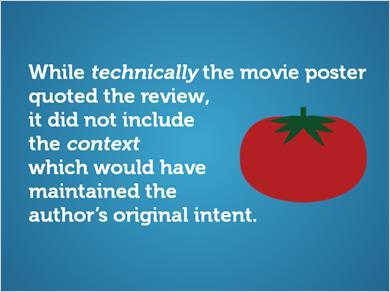 While technically the movie poster
quoted the review,
it did not include
the context
which would have
maintained the
author's original intent.